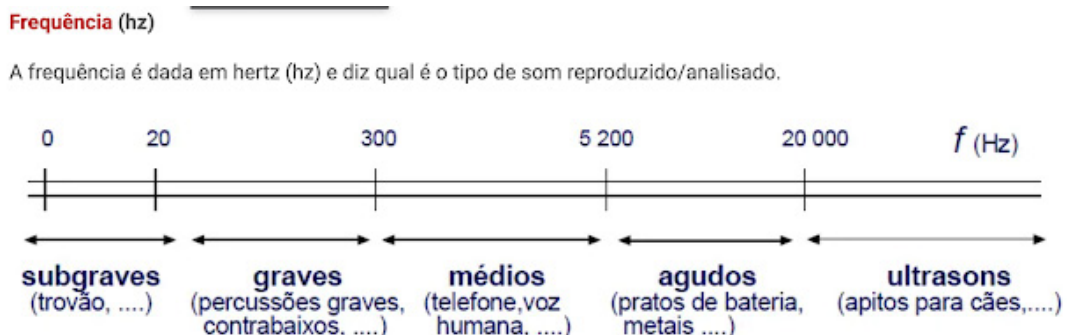 Frequência (hz)
A frequência é dada em hertz (hz) e diz qual é o tipo de som reproduzido/analisado.
0 20 300 5 200 20 000 f (Hz)
subgraves graves médios agudos ultrasons
(trovão, ....) (percussões graves, (telefone,voz (pratos de bateria, (apitos para cães,....)
contrabaixos, ....) humana, ....) metais ....)